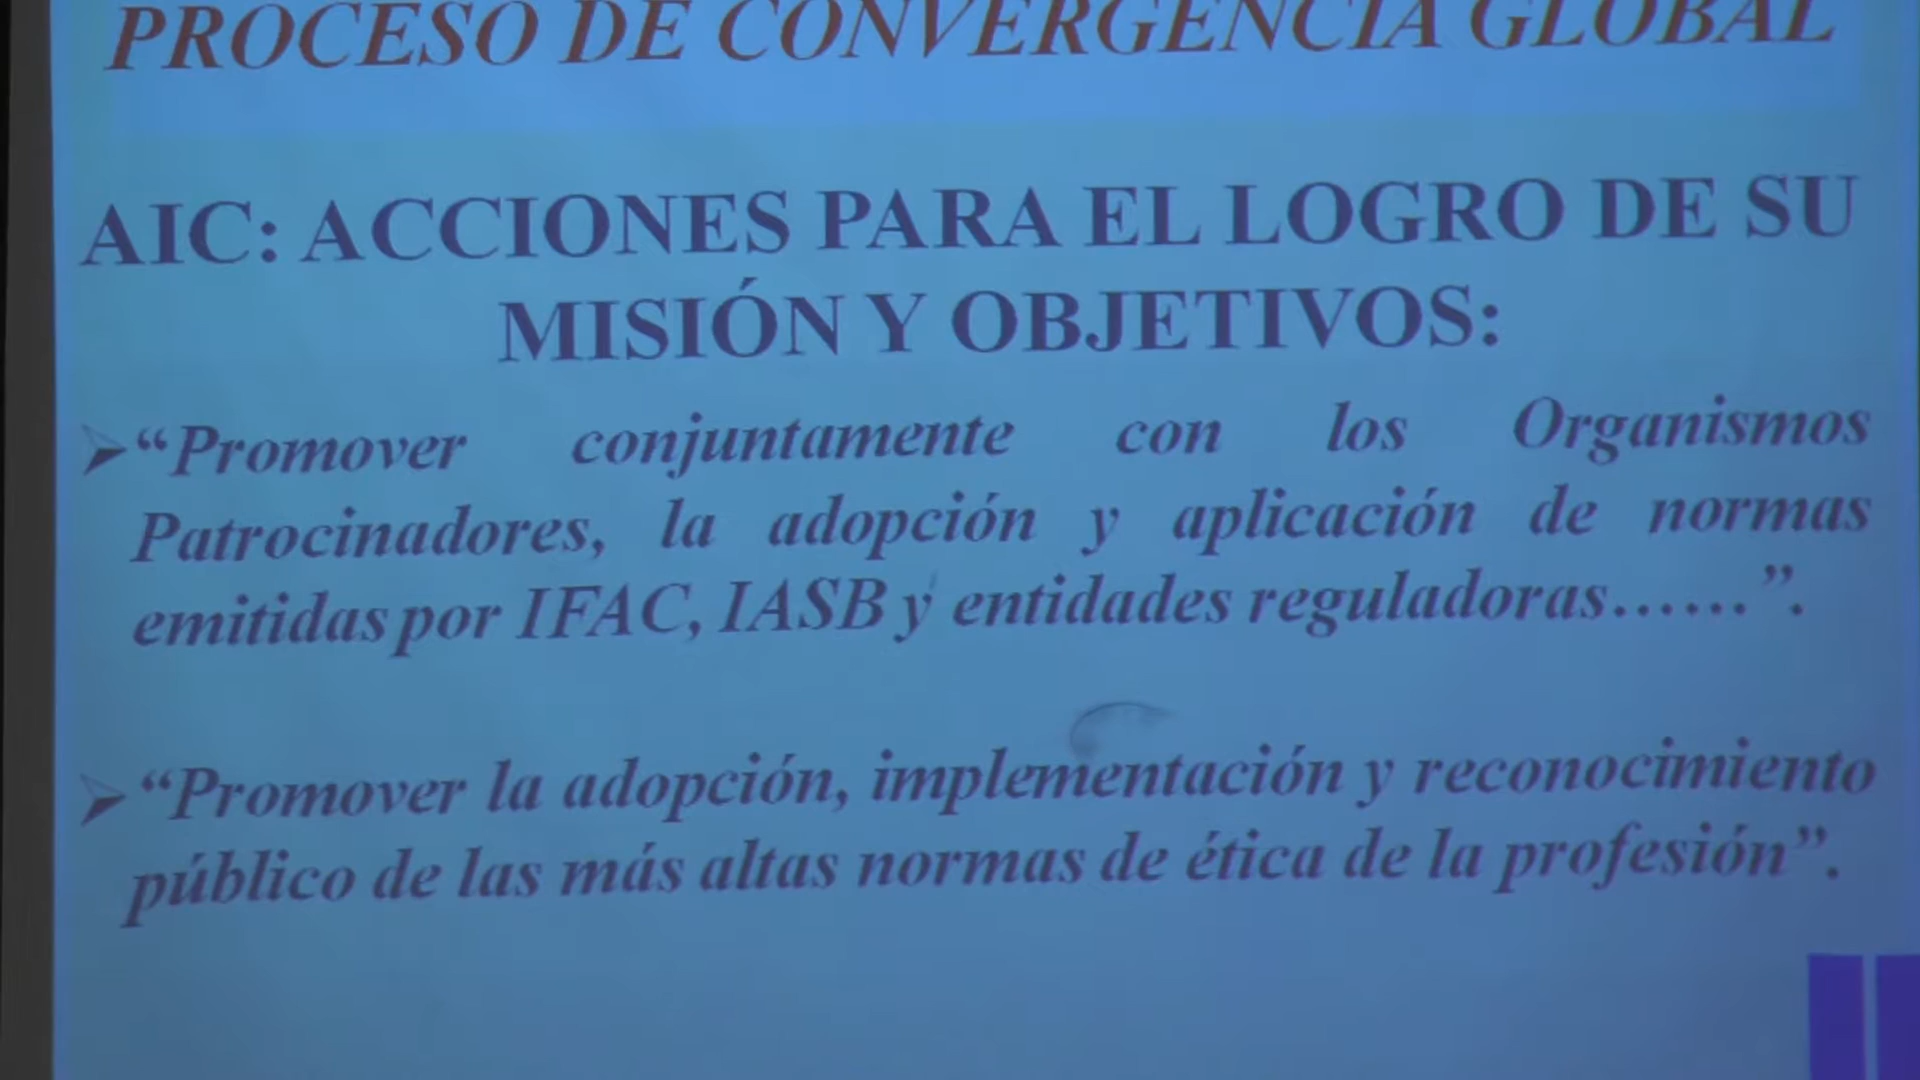 PROCESO DE CONVERGENCIA GLOBAL
AIC: ACCIONES PARA EL LOGRO DE SU
MISIÓN Y OBJETIVOS:
“Promover conjuntamente con los Organismos
Patrocinadores, la adopción y aplicación de normas
emitidas por IFAC, IASB y entidades reguladoras……”.
“Promover la adopción, implementación y reconocimiento
público de las más altas normas de ética de la profesión”.